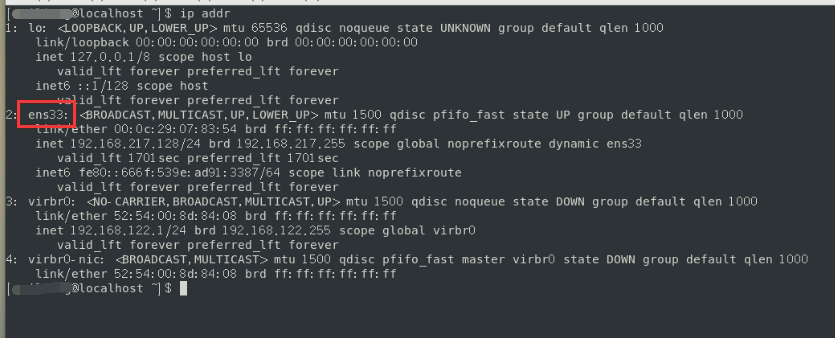 [ @localhost ~]$ ip addr
1: lo: <LOOPBACK,UP,LOWER_UP> mtu 65536 qdisc noqueue state UNKNOWN group default qlen 1000
link/loopback 00:00:00:00:00:00 brd 00:00:00:00:00:00
inet 127.0.0.1/8 scope host lo
valid_lft forever preferred_lft forever
inet6 ::1/128 scope host
valid_lft forever preferred_lft forever
2: ens33: <BROADCAST,MULTICAST,UP,LOWER_UP> mtu 1500 qdisc pfifo_fast state UP group default qlen 1000
link/ether 00:0c:29:07:83:54 brd ff:ff:ff:ff:ff:ff
inet 192.168.217.128/24 brd 192.168.217.255 scope global noprefixroute dynamic ens33
valid_lft 1701sec preferred_lft 1701sec
inet6 fe80::666f:539e:ad91:3387/64 scope link noprefixroute
valid_lft forever preferred_lft forever
3: virbr0: <NO-CARRIER,BROADCAST,MULTICAST,UP> mtu 1500 qdisc noqueue state DOWN group default qlen 1000
link/ether 52:54:00:8d:84:08 brd ff:ff:ff:ff:ff:ff
inet 192.168.122.1/24 brd 192.168.122.255 scope global virbr0
valid_lft forever preferred_lft forever
4: virbr0-nic: <BROADCAST,MULTICAST> mtu 1500 qdisc pfifo_fast master virbr0 state DOWN group default qlen 1000
link/ether 52:54:00:8d:84:08 brd ff:ff:ff:ff:ff:ff
[ @localhost ~]$